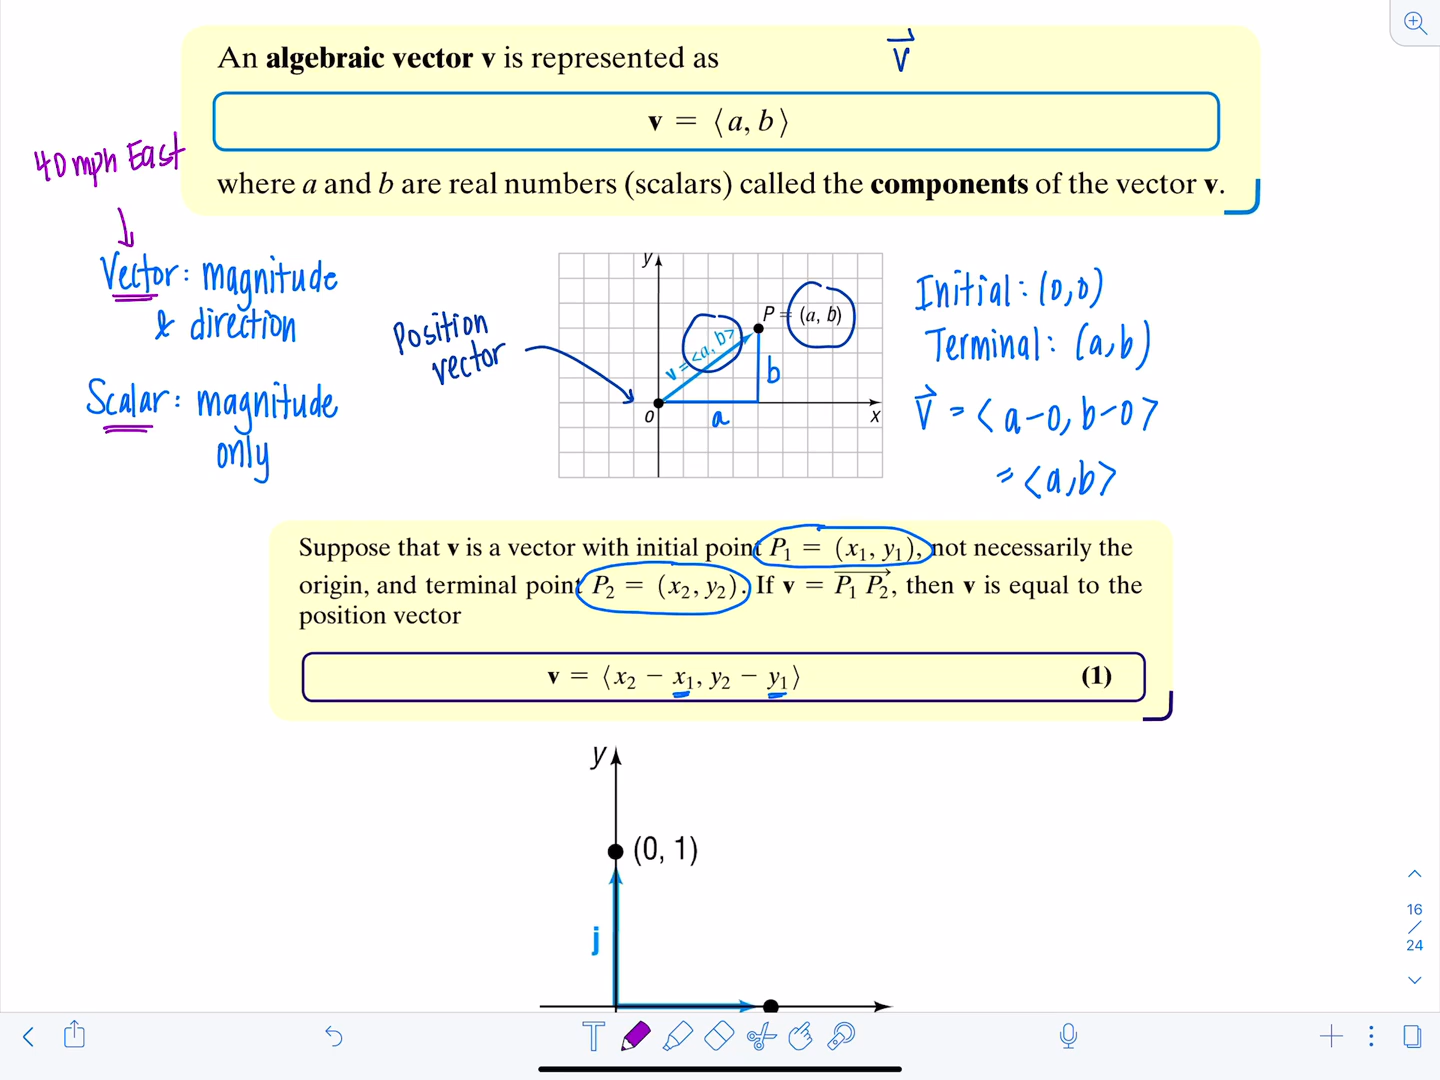 An algebraic vector v is represented as
v⃗
v = ⟨a, b⟩
40mph East
where a and b are real numbers (scalars) called the components of the vector v.
Vector: magnitude
& direction
Scalar: magnitude
only
Position
vector
y
P = (a, b)
v = <a, b>
b
0
a
x
Initial: (0,0)
Terminal: (a,b)
v⃗ = <a-0, b-0>
= <a,b>
Suppose that v is a vector with initial point P₁ = (x₁, y₁), not necessarily the
origin, and terminal point P₂ = (x₂, y₂). If v = P₁P₂, then v is equal to the
position vector
v = ⟨x₂ − x₁, y₂ − y₁⟩ (1)
y
(0, 1)
j
16
/
24
T